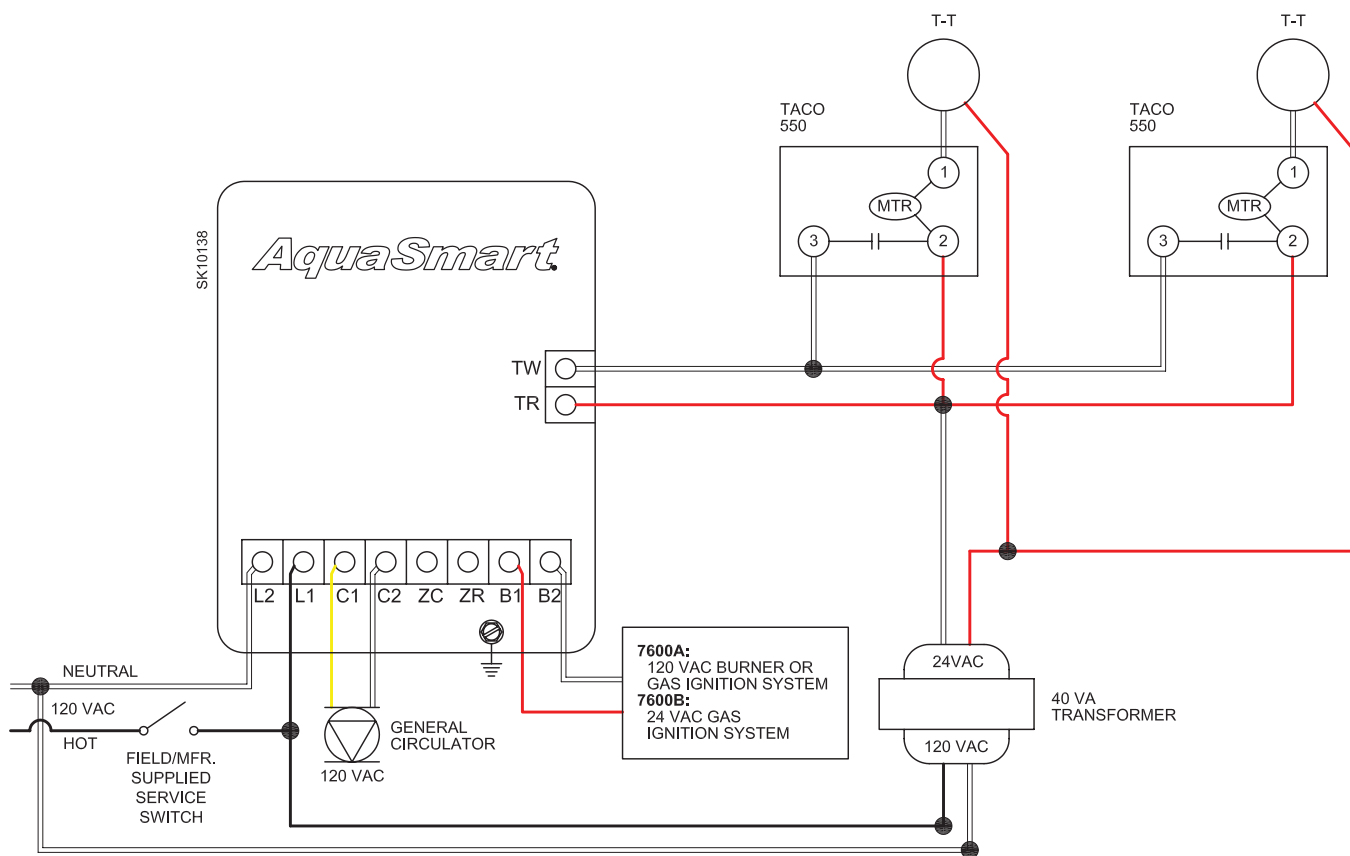 T-T
T-T
TACO
550
TACO
550
1
MTR
3
2
1
MTR
3
2
SK10138
AquaSmart
TW
TR
L2
L1
C1
C2
ZC
ZR
B1
B2
NEUTRAL
120 VAC
HOT
FIELD/MFR.
SUPPLIED
SERVICE
SWITCH
GENERAL
CIRCULATOR
120 VAC
7600A:
120 VAC BURNER OR
GAS IGNITION SYSTEM
7600B:
24 VAC GAS
IGNITION SYSTEM
24VAC
120 VAC
40 VA
TRANSFORMER